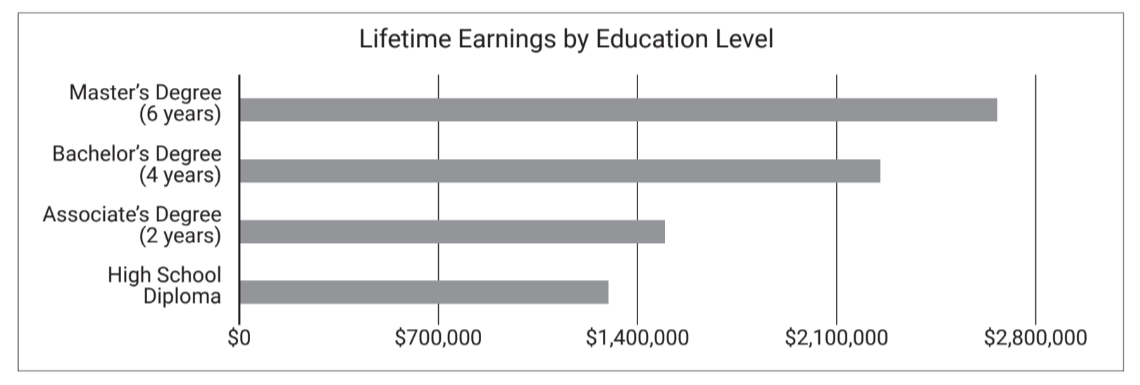 Lifetime Earnings by Education Level
Master’s Degree
(6 years)
Bachelor’s Degree
(4 years)
Associate’s Degree
(2 years)
High School
Diploma
$0 $700,000 $1,400,000 $2,100,000 $2,800,000